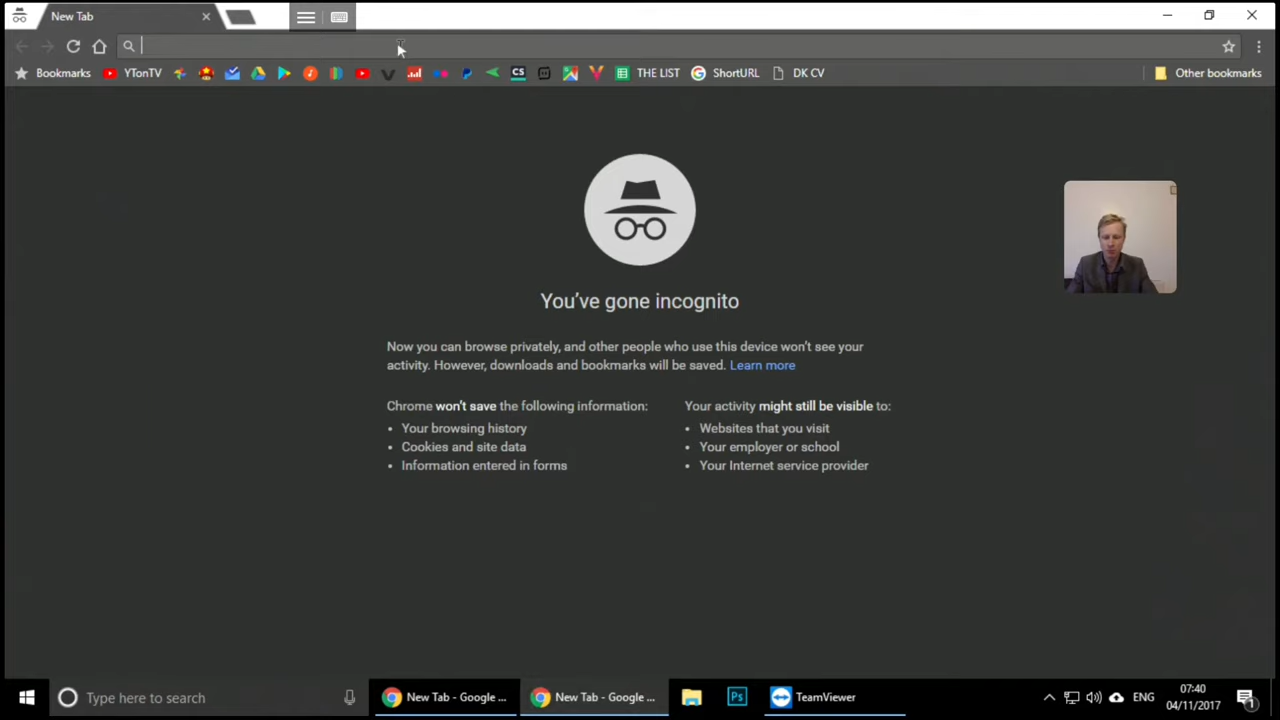 New Tab
Bookmarks YTonTV CS THE LIST ShortURL DK CV Other bookmarks
You've gone incognito
Now you can browse privately, and other people who use this device won't see your
activity. However, downloads and bookmarks will be saved. Learn more
Chrome won't save the following information:
• Your browsing history
• Cookies and site data
• Information entered in forms
Your activity might still be visible to:
• Websites that you visit
• Your employer or school
• Your Internet service provider
Type here to search
New Tab - Google ...
New Tab - Google ...
Ps
TeamViewer
ENG
07:40
04/11/2017
1